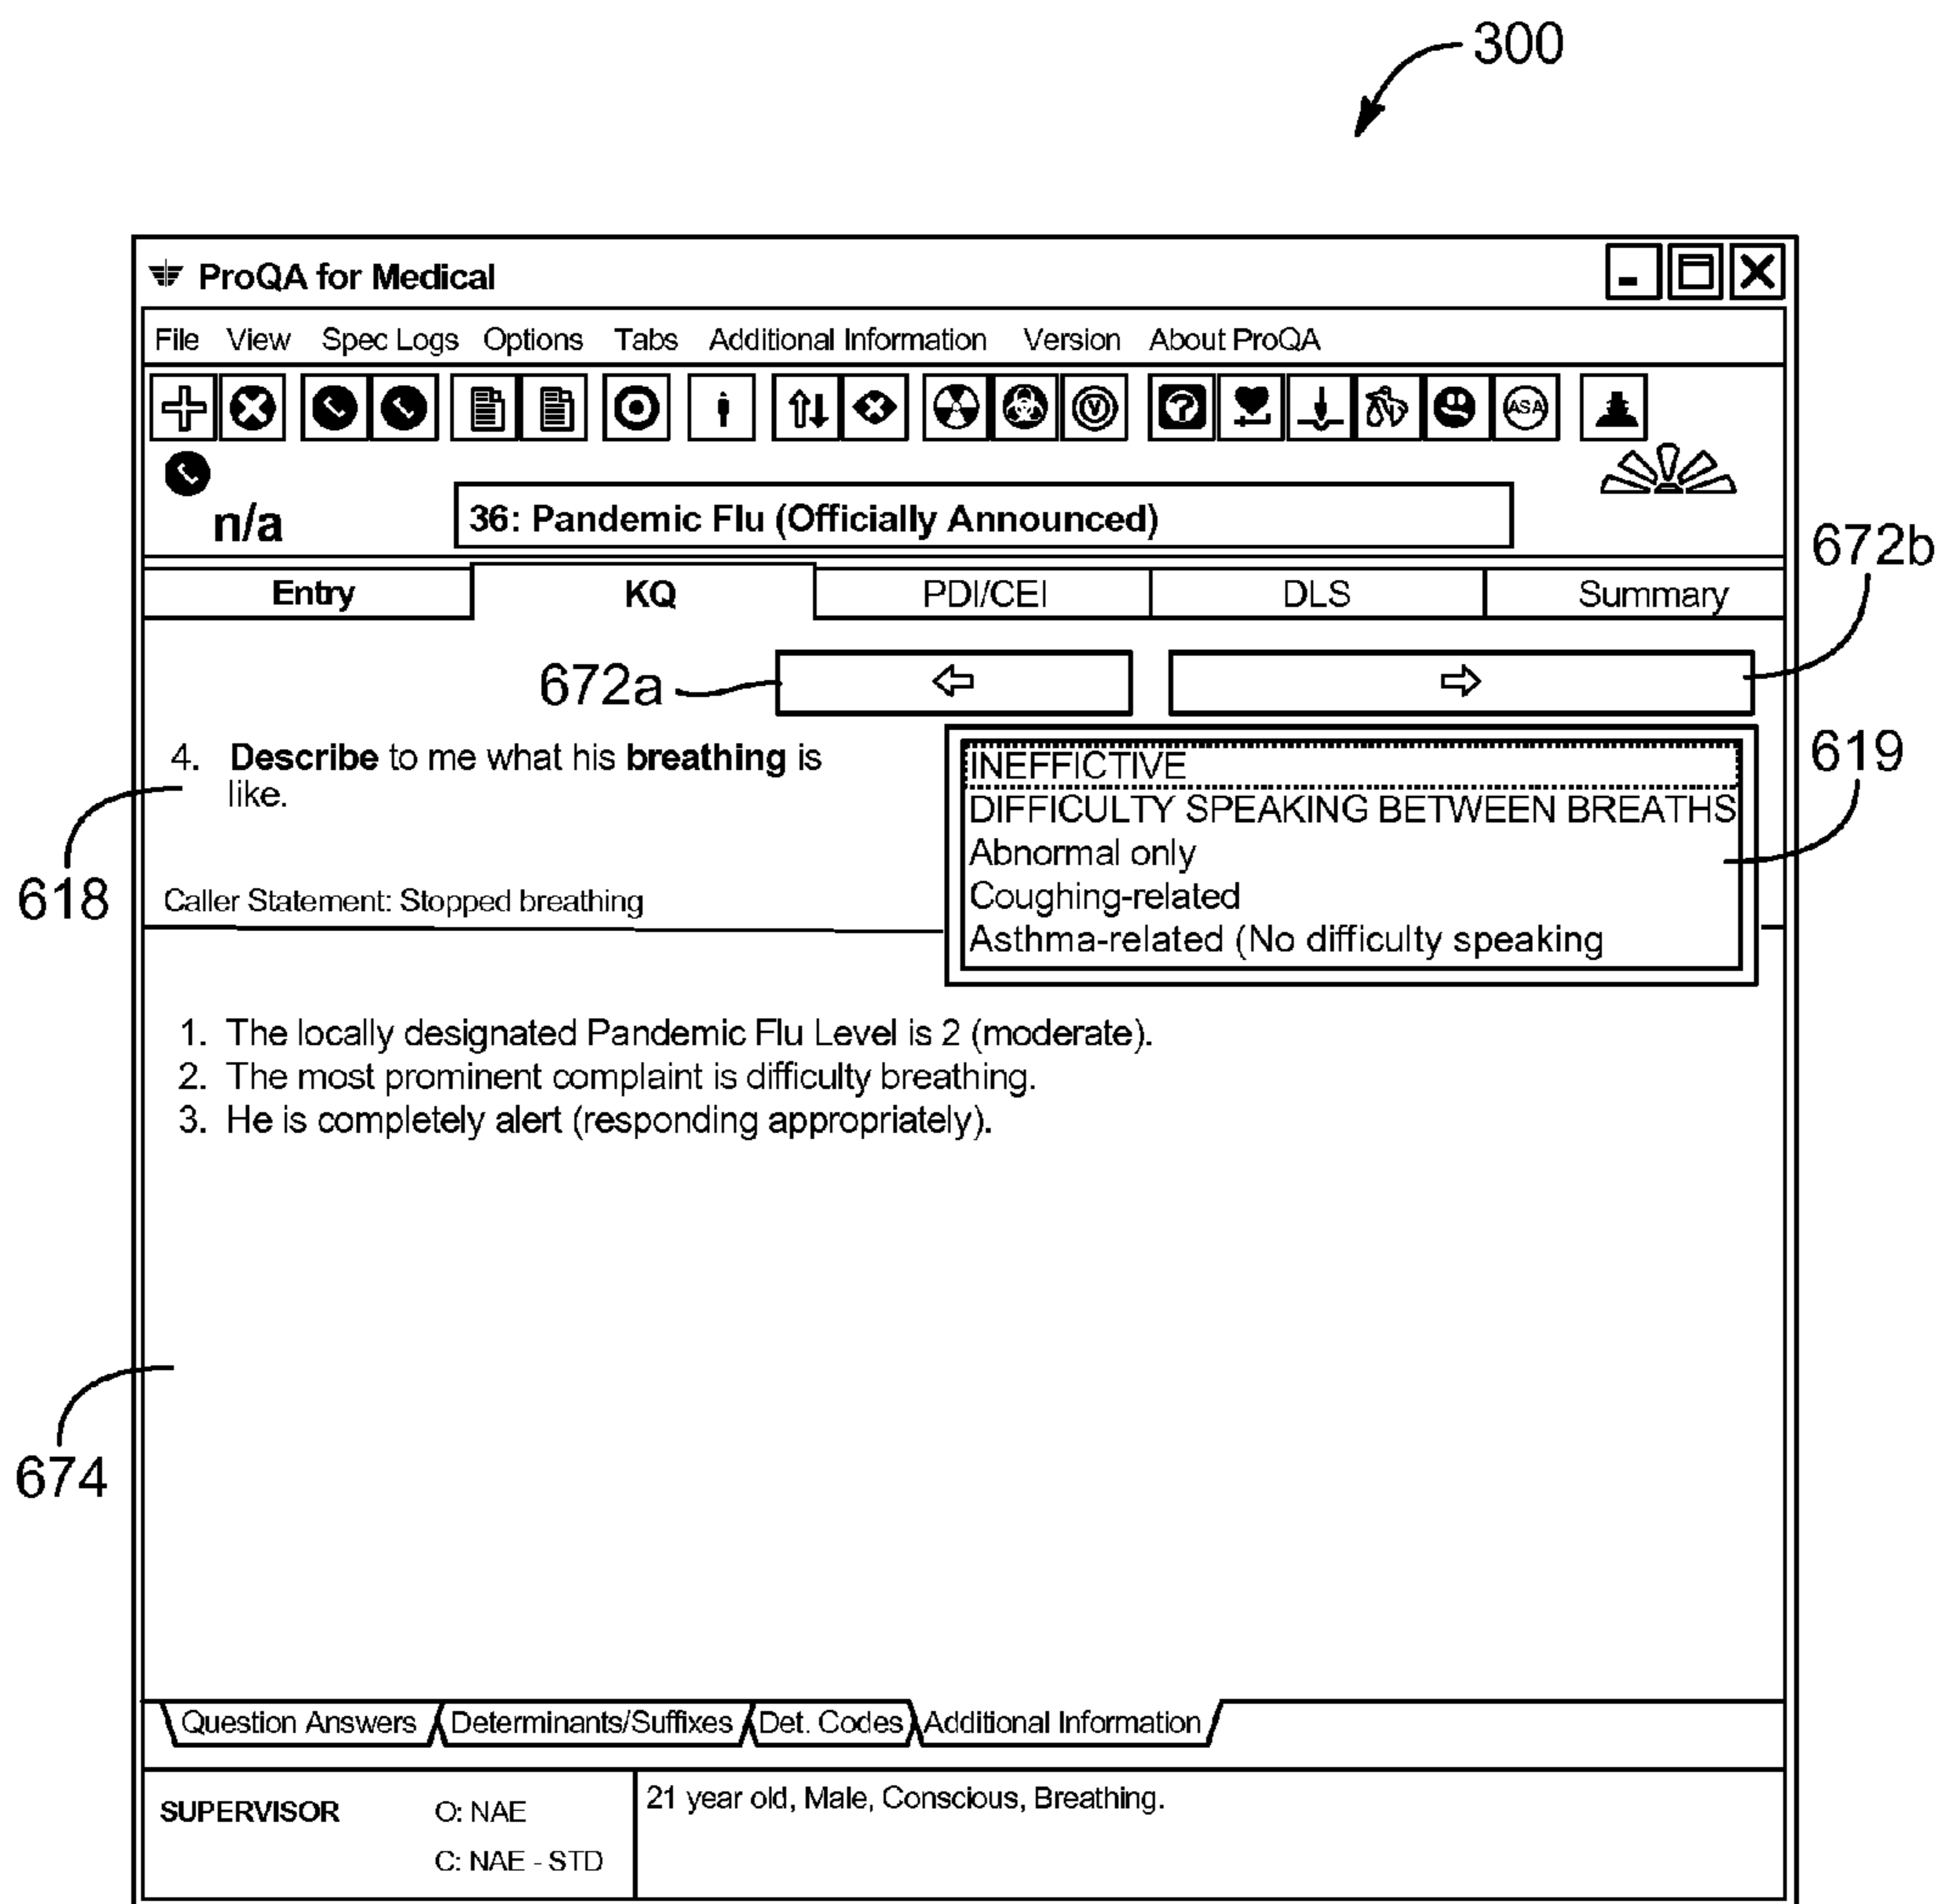 300
ProQA for Medical
File View Spec Logs Options Tabs Additional Information Version About ProQA
V ? ASA
n/a
36: Pandemic Flu (Officially Announced)
672b
Entry KQ PDI/CEI DLS Summary
672a
4. Describe to me what his breathing is
like.
INEFFICTIVE
DIFFICULTY SPEAKING BETWEEN BREATHS
Abnormal only
Coughing-related
Asthma-related (No difficulty speaking
619
618
Caller Statement: Stopped breathing
1. The locally designated Pandemic Flu Level is 2 (moderate).
2. The most prominent complaint is difficulty breathing.
3. He is completely alert (responding appropriately).
674
Question Answers Determinants/Suffixes Det. Codes Additional Information
SUPERVISOR O: NAE
C: NAE - STD
21 year old, Male, Conscious, Breathing.